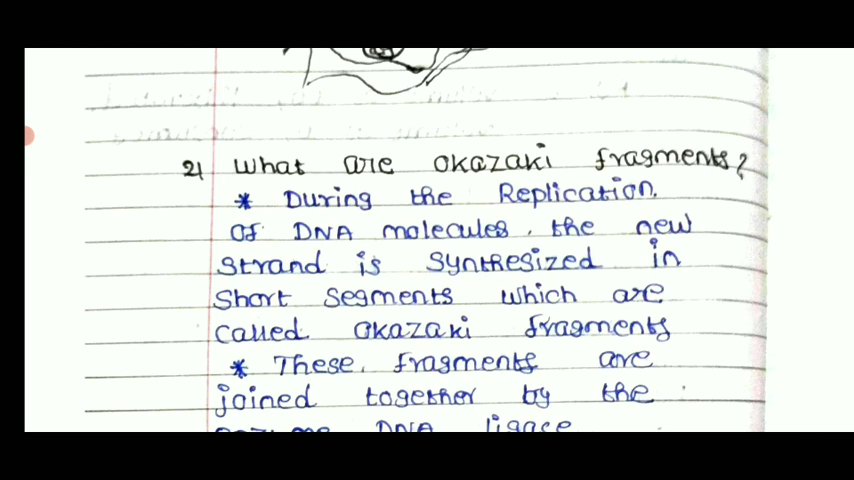 21 What are okazaki fragments?
* During the Replication.
of DNA molecules, the new
strand is synthesized in
short segments which are
called okazaki fragments
* These fragments are
joined together by the
DNA ligace